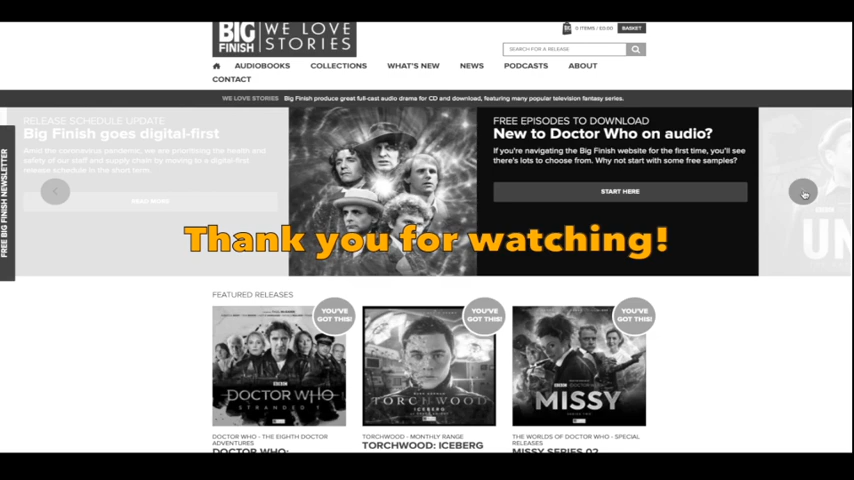 BIG FINISH
WE LOVE STORIES
0 ITEMS / £0.00
BASKET
SEARCH FOR A RELEASE
AUDIOBOOKS
COLLECTIONS
WHAT'S NEW
NEWS
PODCASTS
ABOUT
CONTACT
WE LOVE STORIES Big Finish produce great full-cast audio drama for CD and download, featuring many popular television fantasy series.
FREE BIG FINISH NEWSLETTER
RELEASE SCHEDULE UPDATE
Big Finish goes digital-first
Amid the coronavirus pandemic, we are prioritising the health and
safety of our staff and supply chain by moving to a digital-first
release schedule in the short term.
READ MORE
FREE EPISODES TO DOWNLOAD
New to Doctor Who on audio?
If you're navigating the Big Finish website for the first time, you'll see
there's lots to choose from. Why not start with some free samples?
START HERE
UN
Thank you for watching!
FEATURED RELEASES
YOU'VE
GOT THIS!
DOCTOR WHO
STRANDED 1
YOU'VE
GOT THIS!
TORCHWOOD
ICEBERG
YOU'VE
GOT THIS!
MISSY
DOCTOR WHO - THE EIGHTH DOCTOR
ADVENTURES
DOCTOR WHO:
TORCHWOOD - MONTHLY RANGE
TORCHWOOD: ICEBERG
THE WORLDS OF DOCTOR WHO - SPECIAL
RELEASES
MISSY SERIES 02